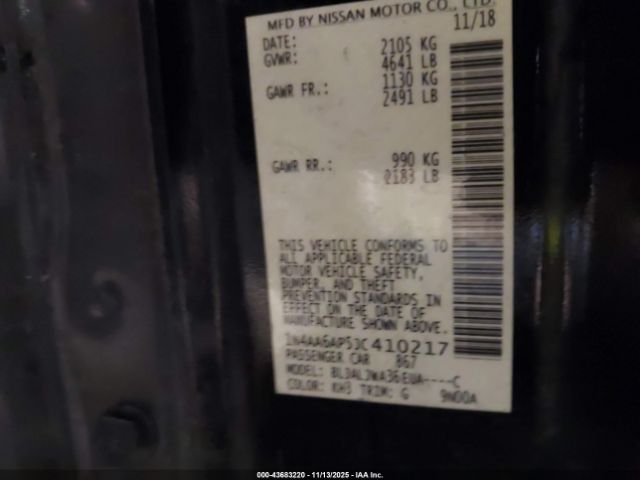 MFD BY NISSAN MOTOR CO., LTD.
11/18
DATE: 2105 KG
GVWR: 4641 LB
1130 KG
GAWR FR.: 2491 LB
GAWR RR.: 990 KG
2183 LB
THIS VEHICLE CONFORMS TO
ALL APPLICABLE FEDERAL
MOTOR VEHICLE SAFETY,
BUMPER, AND THEFT
PREVENTION STANDARDS IN
EFFECT ON THE DATE OF
MANUFACTURE SHOWN ABOVE.
1N4AA6AP5JC410217
PASSENGER CAR 867
MODEL: BL3ALJWA36EUA----C
COLOR: KH3 TRIM: G 9N00A
000-43683220 - 11/13/2025 - IAA Inc.